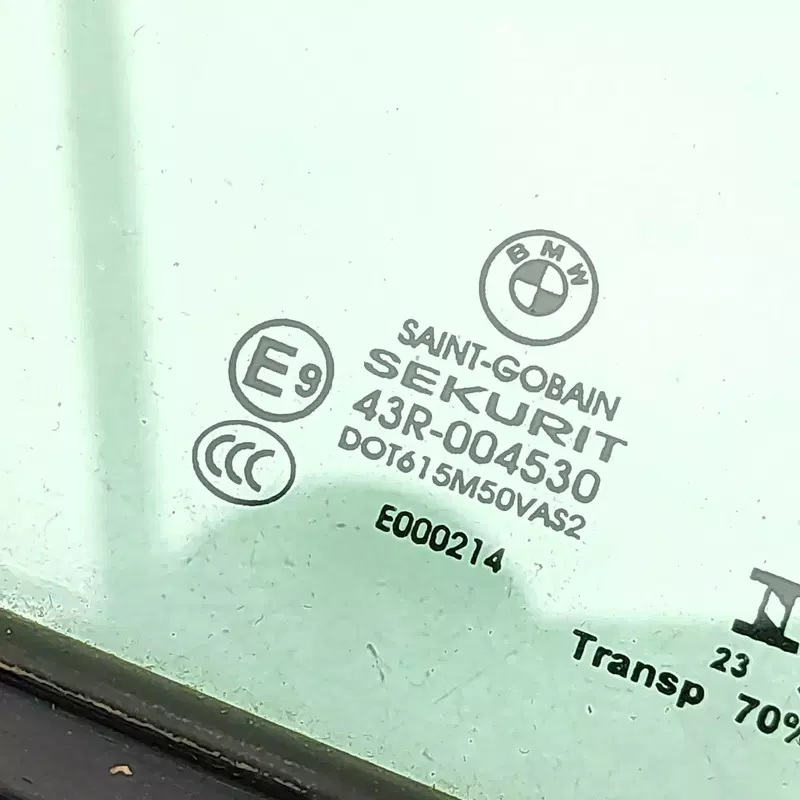 BMW
SAINT-GOBAIN
SEKURIT
E9
43R-004530
CCC
DOT615M50VAS2
E000214
23
Transp 70%